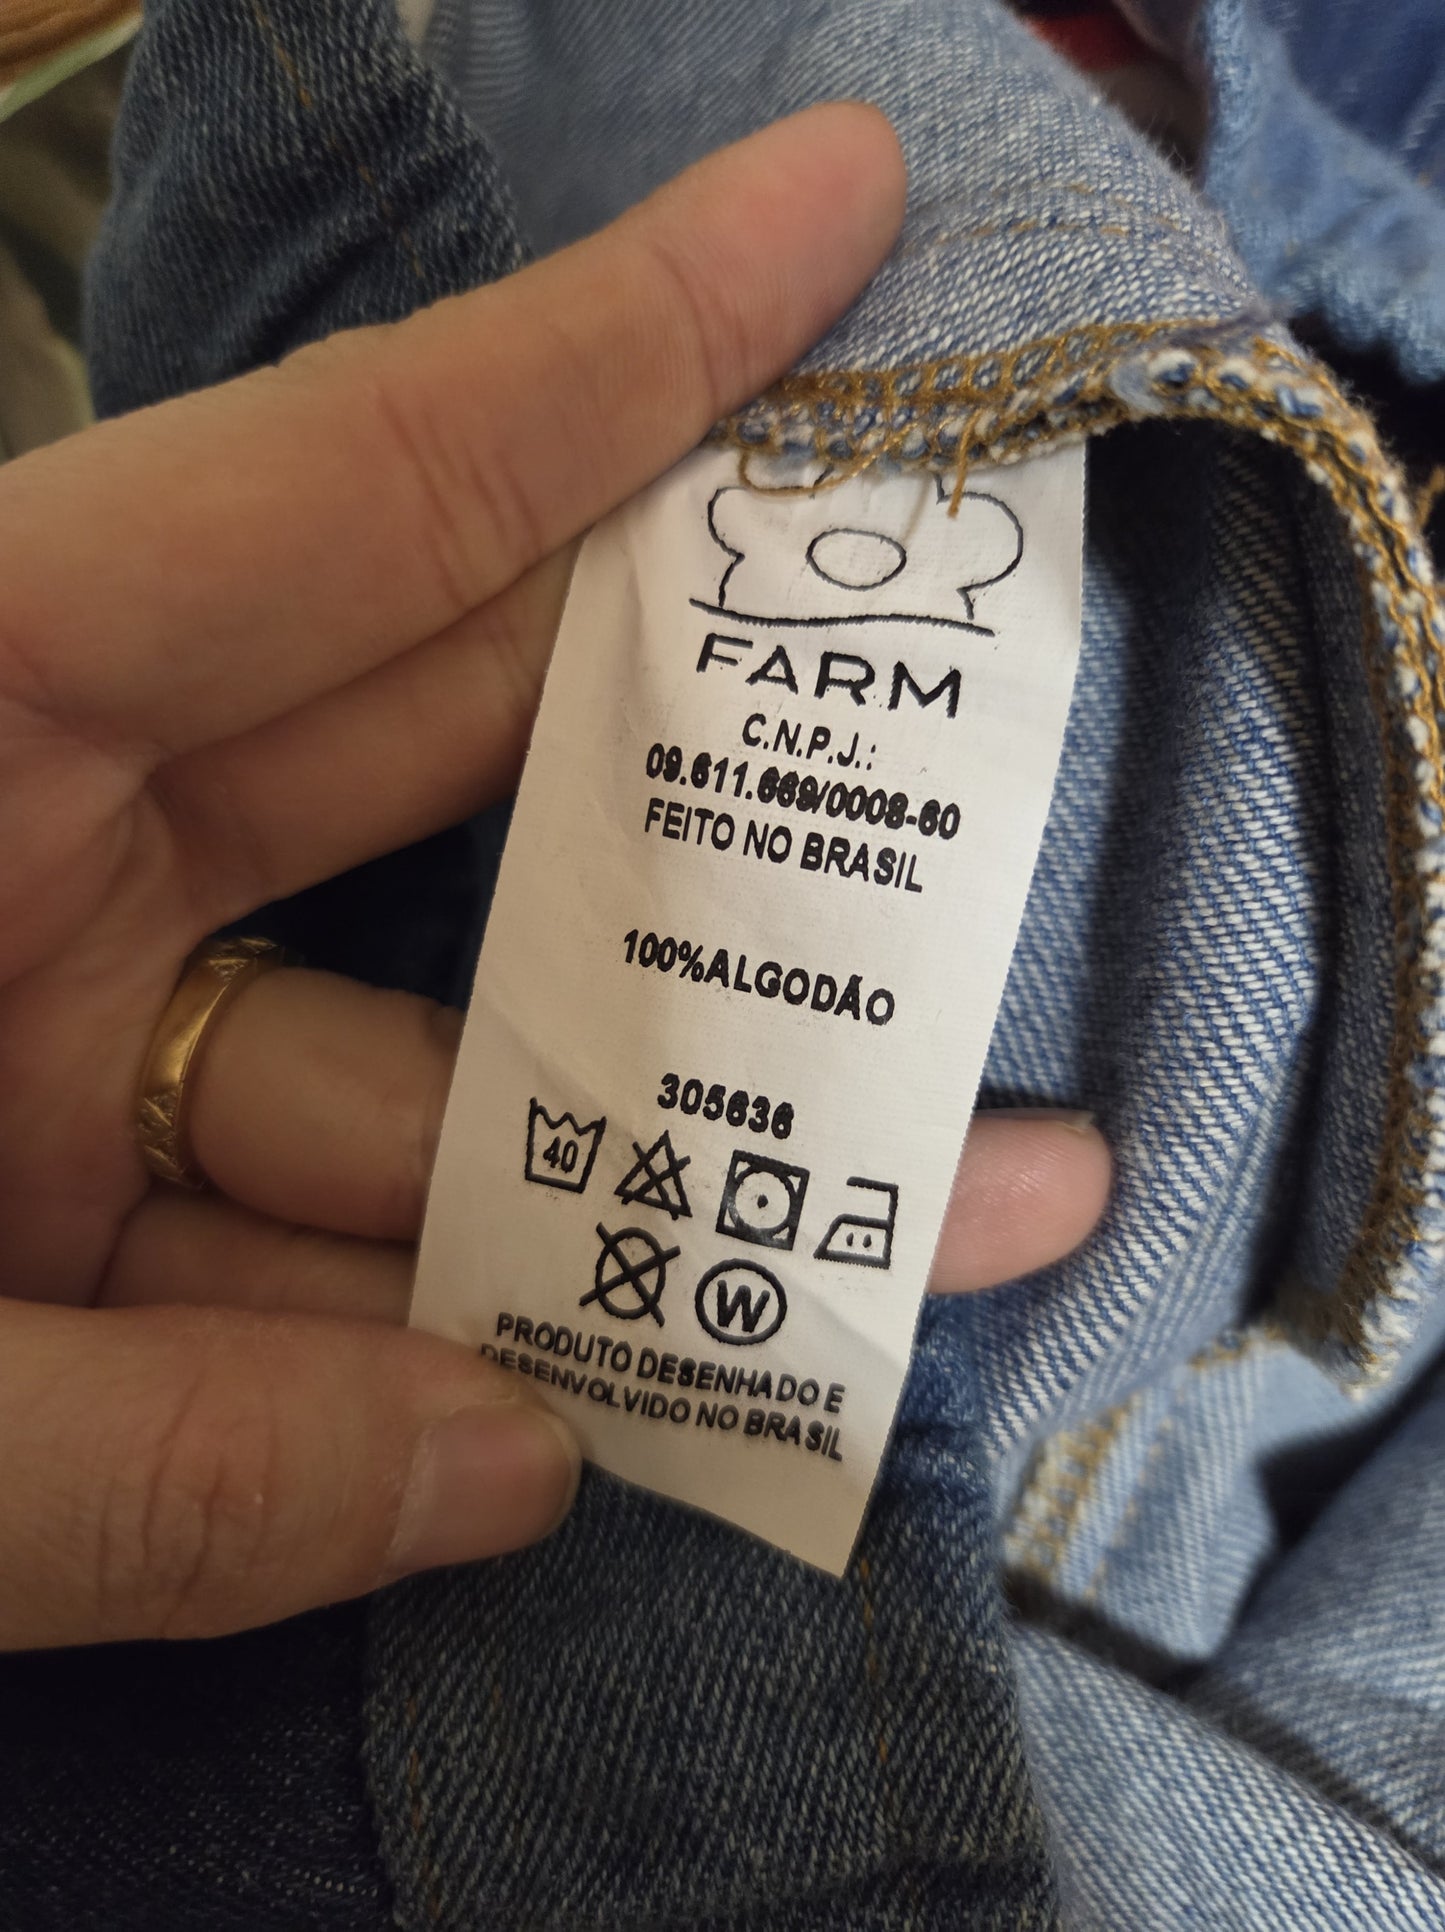 FARM
C.N.P.J.:
09.611.669/0008-60
FEITO NO BRASIL
100%ALGODÃO
305636
40
W
PRODUTO DESENHADO E
DESENVOLVIDO NO BRASIL